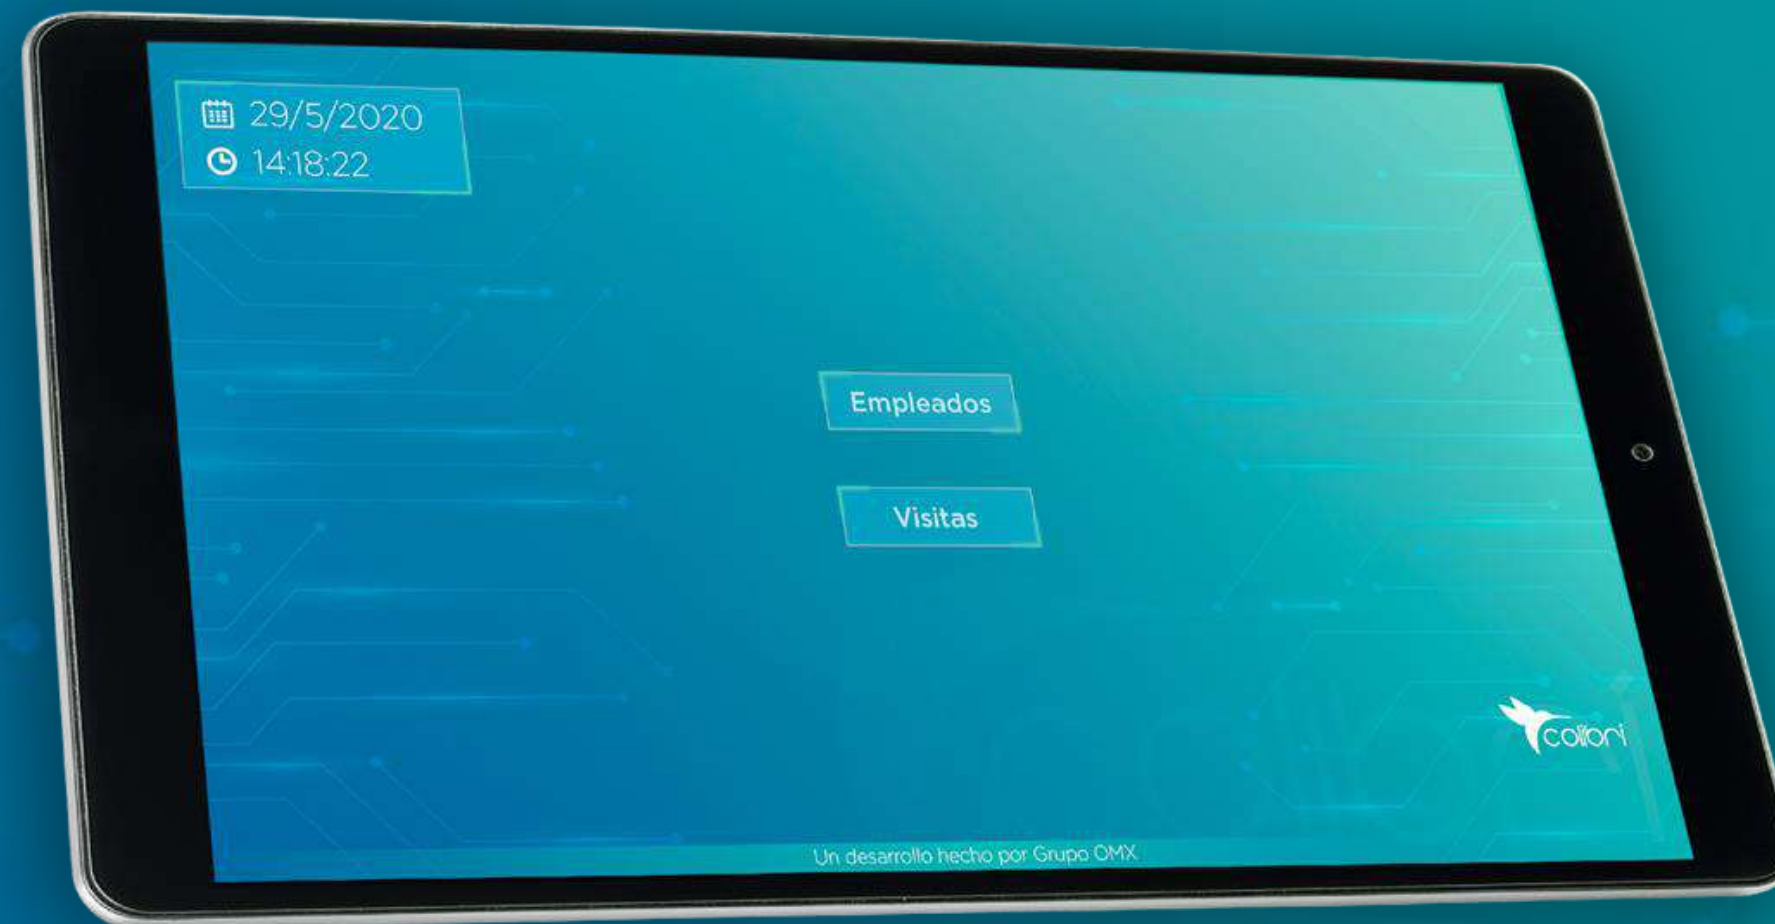 29/5/2020
14:18:22
Empleados
Visitas
colibri
Un desarrollo hecho por Grupo OMX